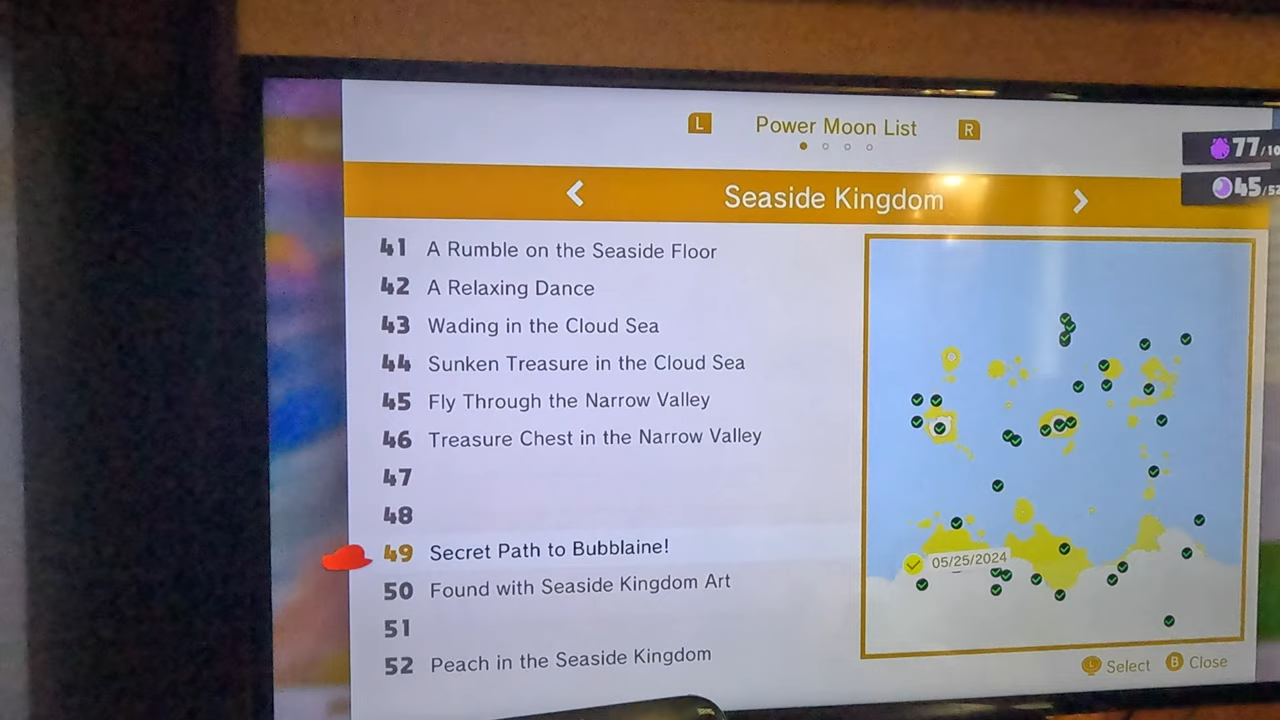 L Power Moon List R
77/10
45/52
Seaside Kingdom
41 A Rumble on the Seaside Floor
42 A Relaxing Dance
43 Wading in the Cloud Sea
44 Sunken Treasure in the Cloud Sea
45 Fly Through the Narrow Valley
46 Treasure Chest in the Narrow Valley
47
48
49 Secret Path to Bubblaine!
50 Found with Seaside Kingdom Art
51
52 Peach in the Seaside Kingdom
05/25/2024
L Select B Close